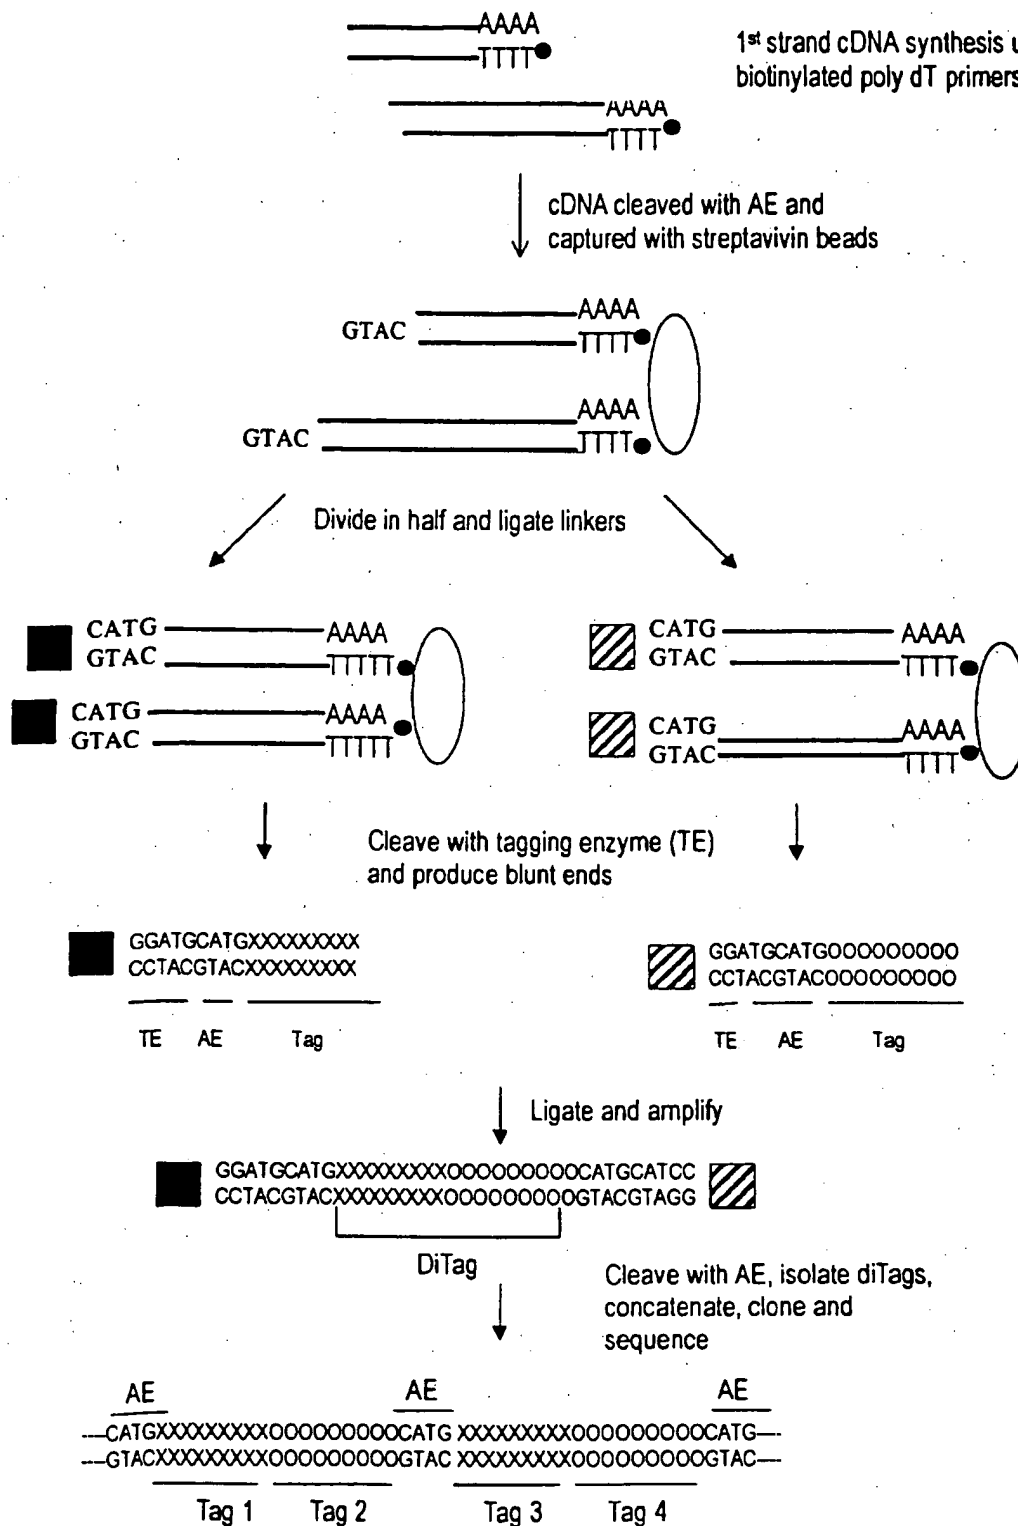 AAAA
TTTT
1st strand cDNA synthesis
biotinylated poly dT primers
AAAA
TTTT
cDNA cleaved with AE and
captured with streptavivin beads
AAAA
GTAC
TTTT
AAAA
GTAC
TTTT
Divide in half and ligate linkers
CATG AAAA
GTAC TTTTT
CATG AAAA
GTAC TTTTT
CATG AAAA
GTAC TTTT
CATG AAAA
GTAC TTTT
Cleave with tagging enzyme (TE)
and produce blunt ends
GGATGCATGXXXXXXXXX
CCTACGTACXXXXXXXXX
TE AE Tag
GGATGCATGOOOOOOOOO
CCTACGTACOOOOOOOOO
TE AE Tag
Ligate and amplify
GGATGCATGXXXXXXXXXOOOOOOOOOCATGCATCC
CCTACGTACXXXXXXXXXOOOOOOOOOGTACGTAGG
DiTag
Cleave with AE, isolate diTags,
concatenate, clone and
sequence
AE AE AE
---CATGXXXXXXXXXOOOOOOOOOCATGXXXXXXXXXOOOOOOOOOCATG---
---GTACXXXXXXXXXOOOOOOOOOGTACXXXXXXXXXOOOOOOOOOGTAC---
Tag 1 Tag 2 Tag 3 Tag 4